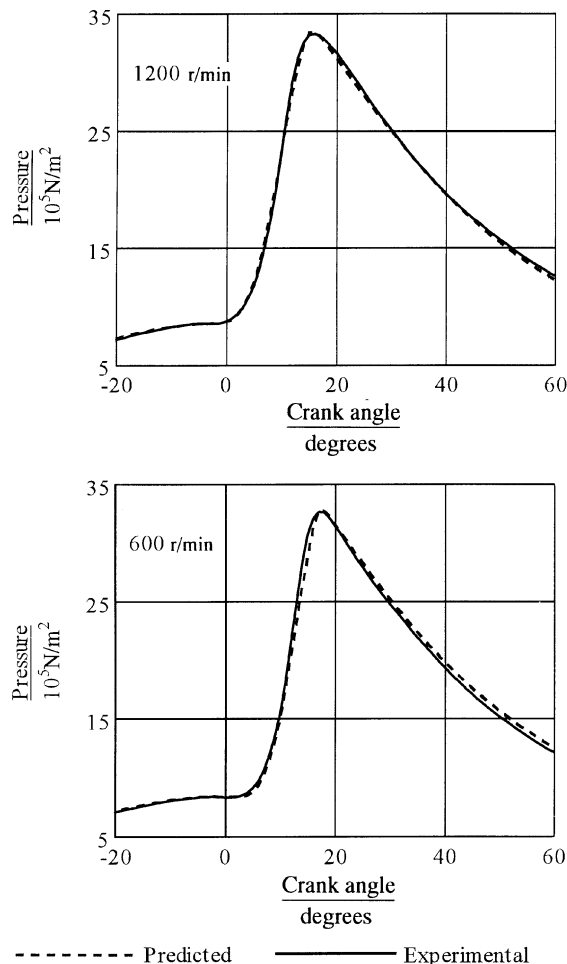 35
1200 r/min
25
Pressure
10⁵N/m²
15
5
-20 0 20 40 60
Crank angle
degrees
35
600 r/min
25
Pressure
10⁵N/m²
15
5
-20 0 20 40 60
Crank angle
degrees
Predicted Experimental